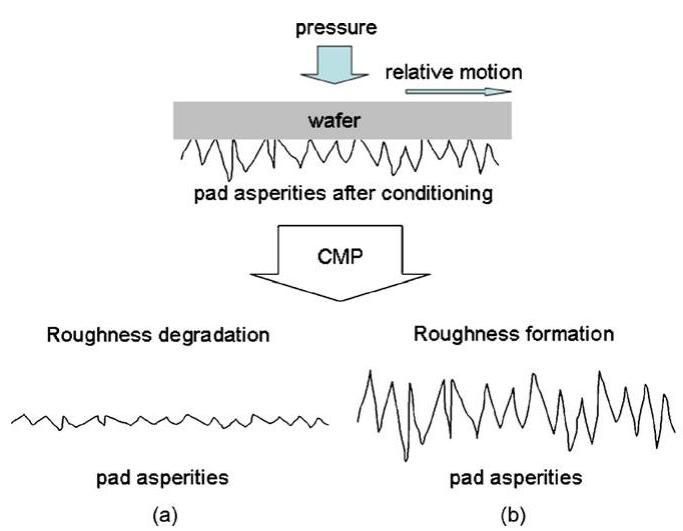 pressure
relative motion
wafer
pad asperities after conditioning
CMP
Roughness degradation
Roughness formation
pad asperities
pad asperities
(a)
(b)